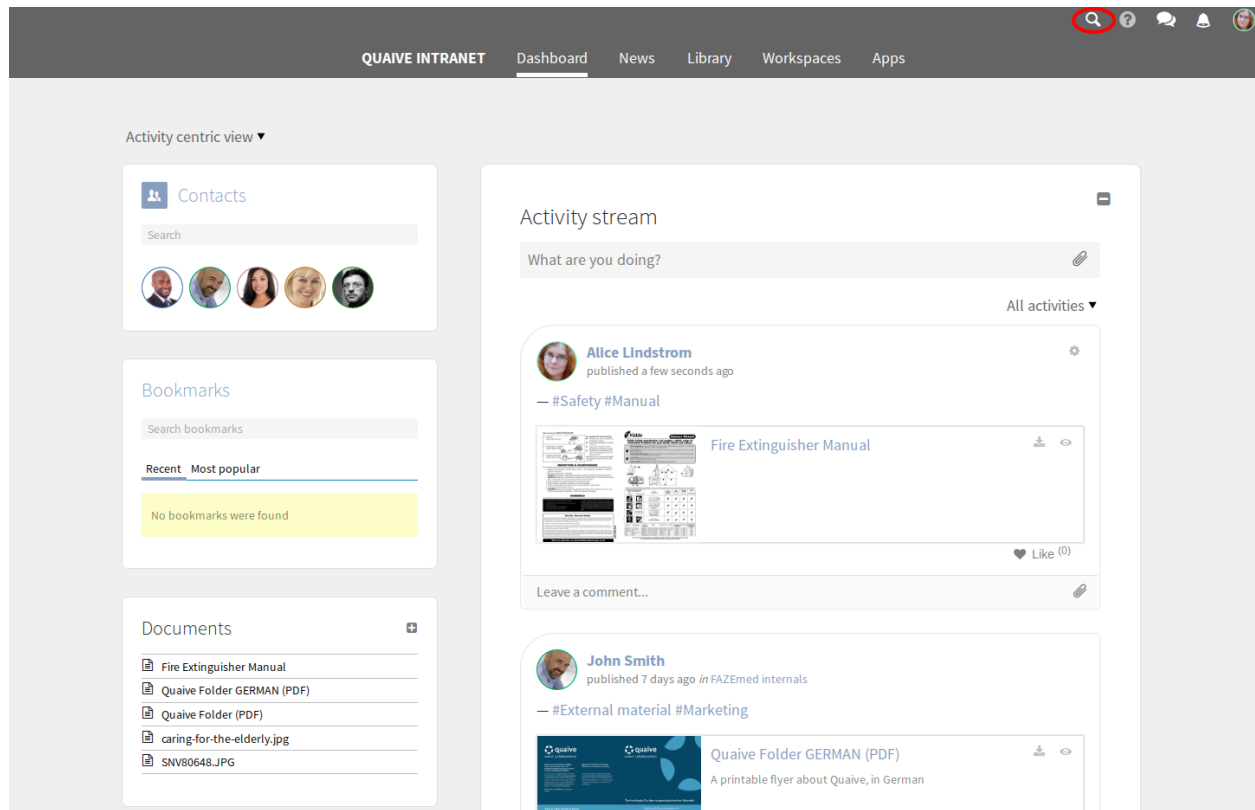 QUAIVE INTRANET Dashboard News Library Workspaces Apps
Activity centric view
Contacts
Search
Bookmarks
Search bookmarks
Recent Most popular
No bookmarks were found
Documents
Fire Extinguisher Manual
Quaive Folder GERMAN (PDF)
Quaive Folder (PDF)
caring-for-the-elderly.jpg
SNV80648.JPG
Activity stream
What are you doing?
All activities
Alice Lindstrom
published a few seconds ago
— #Safety #Manual
Fire Extinguisher Manual
Like (0)
Leave a comment...
John Smith
published 7 days ago in FAZEmed internals
— #External material #Marketing
quaive quaive
Quaive Folder GERMAN (PDF)
A printable flyer about Quaive, in German